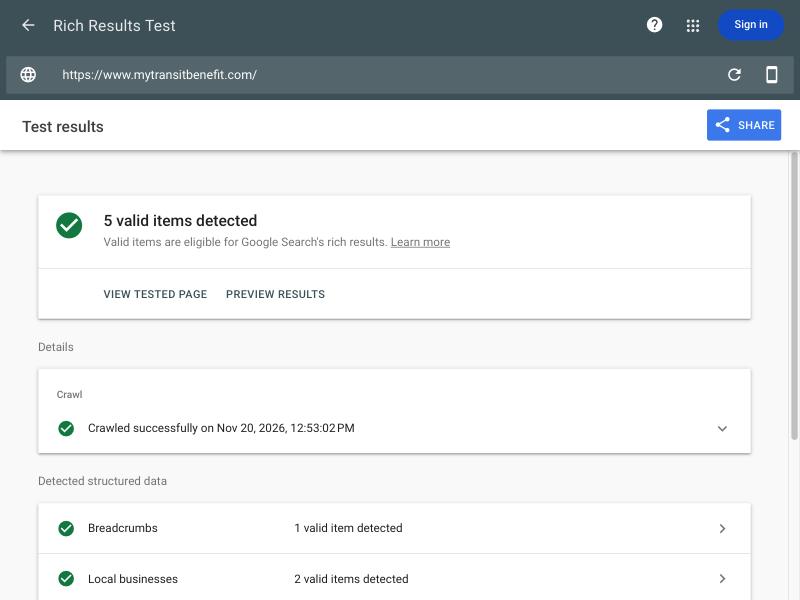 Rich Results Test
Sign in
https://www.mytransitbenefit.com/
Test results
SHARE
5 valid items detected
Valid items are eligible for Google Search's rich results. Learn more
VIEW TESTED PAGE PREVIEW RESULTS
Details
Crawl
Crawled successfully on Nov 20, 2026, 12:53:02 PM
Detected structured data
Breadcrumbs 1 valid item detected
Local businesses 2 valid items detected